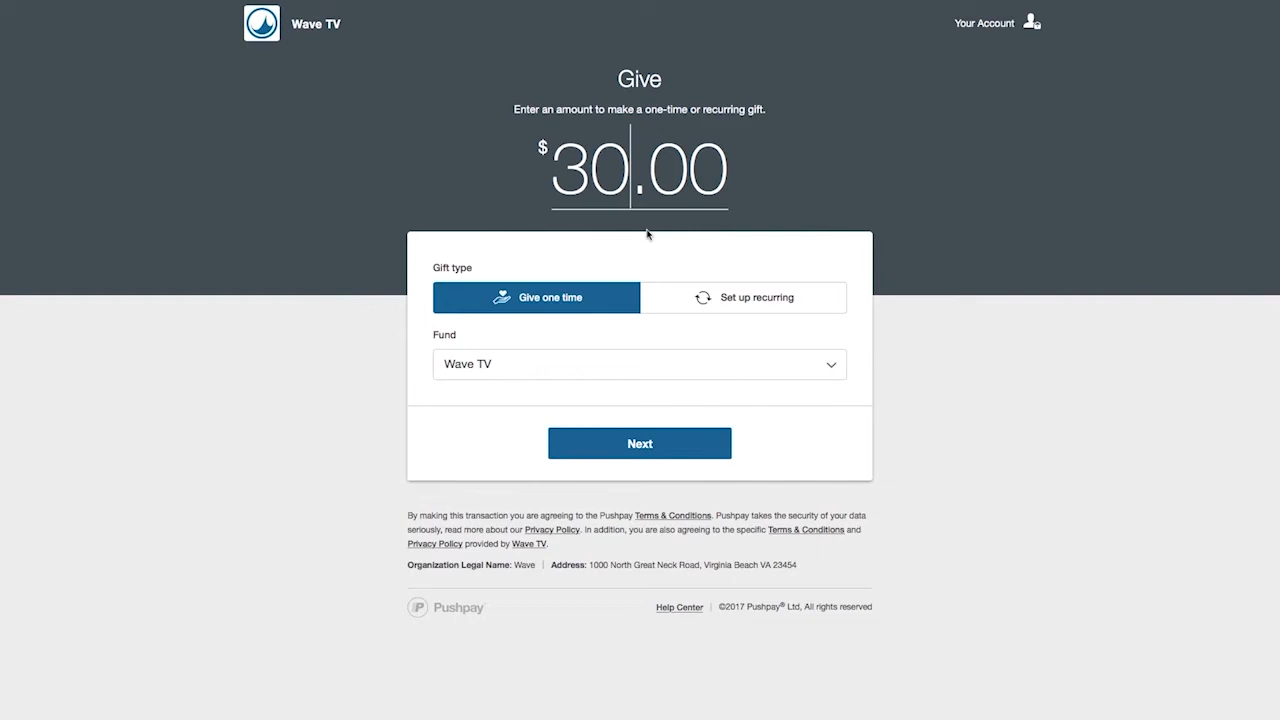 Wave TV
Your Account
Give
Enter an amount to make a one-time or recurring gift.
$30.00
Gift type
Give one time
Set up recurring
Fund
Wave TV
Next
By making this transaction you are agreeing to the Pushpay Terms & Conditions. Pushpay takes the security of your data
seriously, read more about our Privacy Policy. In addition, you are also agreeing to the specific Terms & Conditions and
Privacy Policy provided by Wave TV.
Organization Legal Name: Wave | Address: 1000 North Great Neck Road, Virginia Beach VA 23454
Pushpay
Help Center | ©2017 Pushpay® Ltd, All rights reserved